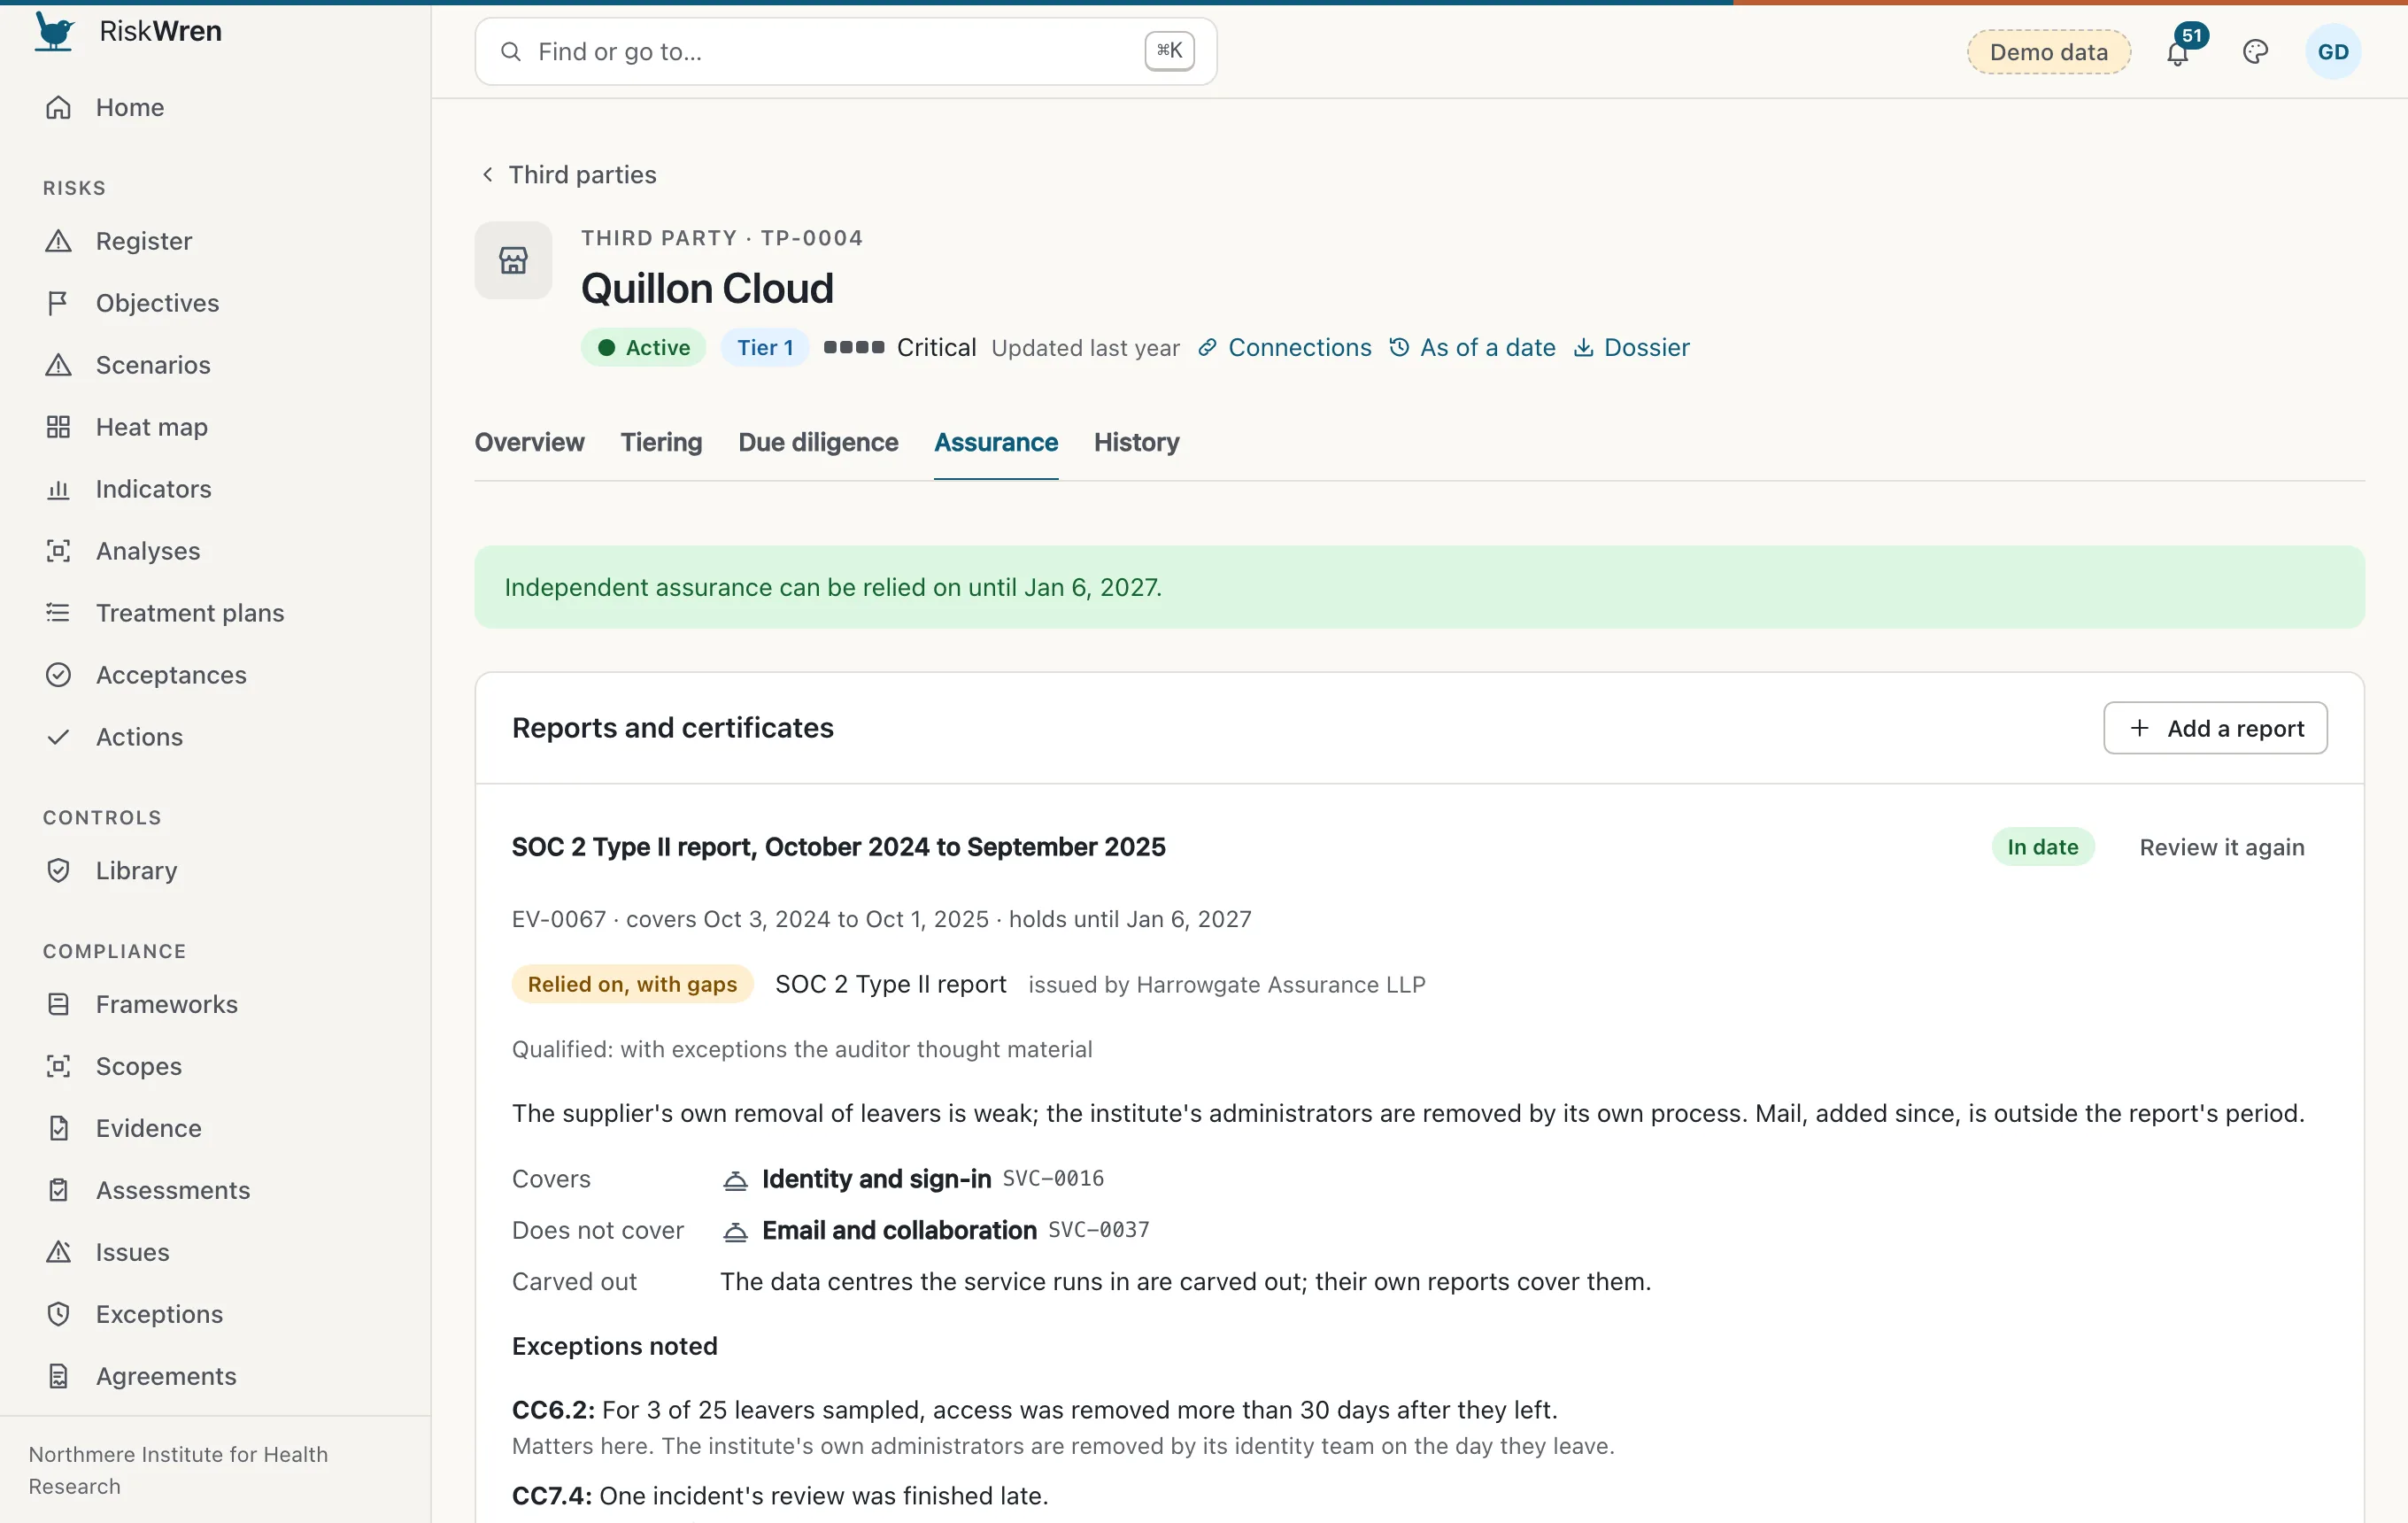 RiskWren
Find or go to...
⌘K
Demo data
51
GD
Home
RISKS
Register
Objectives
Scenarios
Heat map
Indicators
Analyses
Treatment plans
Acceptances
Actions
CONTROLS
Library
COMPLIANCE
Frameworks
Scopes
Evidence
Assessments
Issues
Exceptions
Agreements
Northmere Institute for Health
Research
Third parties
THIRD PARTY · TP-0004
Quillon Cloud
Active Tier 1 Critical Updated last year Connections As of a date Dossier
Overview Tiering Due diligence Assurance History
Independent assurance can be relied on until Jan 6, 2027.
Reports and certificates
Add a report
SOC 2 Type II report, October 2024 to September 2025
In date
Review it again
EV-0067 · covers Oct 3, 2024 to Oct 1, 2025 · holds until Jan 6, 2027
Relied on, with gaps SOC 2 Type II report issued by Harrowgate Assurance LLP
Qualified: with exceptions the auditor thought material
The supplier's own removal of leavers is weak; the institute's administrators are removed by its own process. Mail, added since, is outside the report's period.
Covers Identity and sign-in SVC-0016
Does not cover Email and collaboration SVC-0037
Carved out The data centres the service runs in are carved out; their own reports cover them.
Exceptions noted
CC6.2: For 3 of 25 leavers sampled, access was removed more than 30 days after they left.
Matters here. The institute's own administrators are removed by its identity team on the day they leave.
CC7.4: One incident's review was finished late.